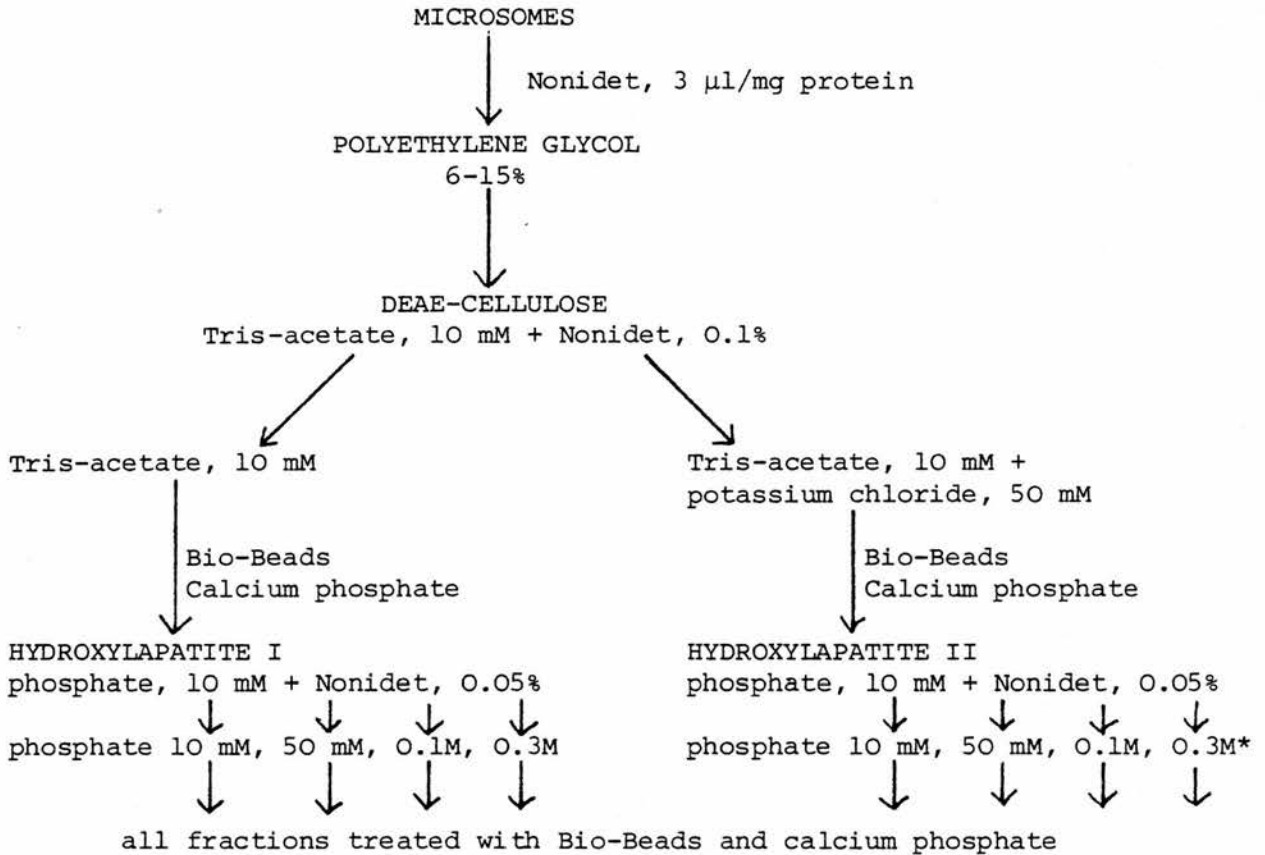 MICROSOMES
Nonidet, 3 µl/mg protein
POLYETHYLENE GLYCOL
6-15%
DEAE-CELLULOSE
Tris-acetate, 10 mM + Nonidet, 0.1%
Tris-acetate, 10 mM
Tris-acetate, 10 mM +
potassium chloride, 50 mM
Bio-Beads
Calcium phosphate
Bio-Beads
Calcium phosphate
HYDROXYLAPATITE I
phosphate, 10 mM + Nonidet, 0.05%
phosphate 10 mM, 50 mM, 0.1M, 0.3M
HYDROXYLAPATITE II
phosphate, 10 mM + Nonidet, 0.05%
phosphate 10 mM, 50 mM, 0.1M, 0.3M*
all fractions treated with Bio-Beads and calcium phosphate